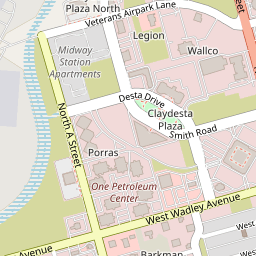 Plaza North
Veterans Airpark Lane
Legion
Midway
Station
Apartments
Wallco
Desta Drive
Claydesta
Plaza
Smith Road
North A Street
Porras
One Petroleum
Center
West Wadley Avenue
Avenue
Barkman